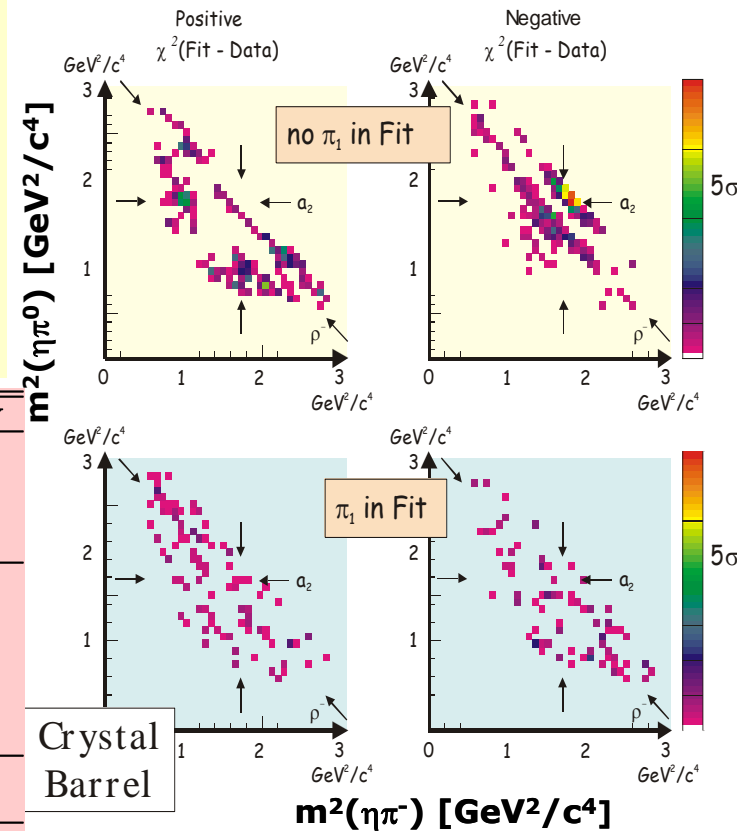 Positive
χ²(Fit - Data)
Negative
χ²(Fit - Data)
GeV²/c⁴
GeV²/c⁴
3
2
1
0
1
2
3
GeV²/c⁴
a₂
ρ⁻
no π₁ in Fit
3
2
1
0
1
2
3
GeV²/c⁴
a₂
ρ⁻
5σ
m²(ηπ⁰) [GeV²/c⁴]
GeV²/c⁴
GeV²/c⁴
3
2
1
1
2
3
GeV²/c⁴
a₂
ρ⁻
π₁ in Fit
3
2
1
0
1
2
3
GeV²/c⁴
a₂
ρ⁻
5σ
Crystal
Barrel
m²(ηπ⁻) [GeV²/c⁴]